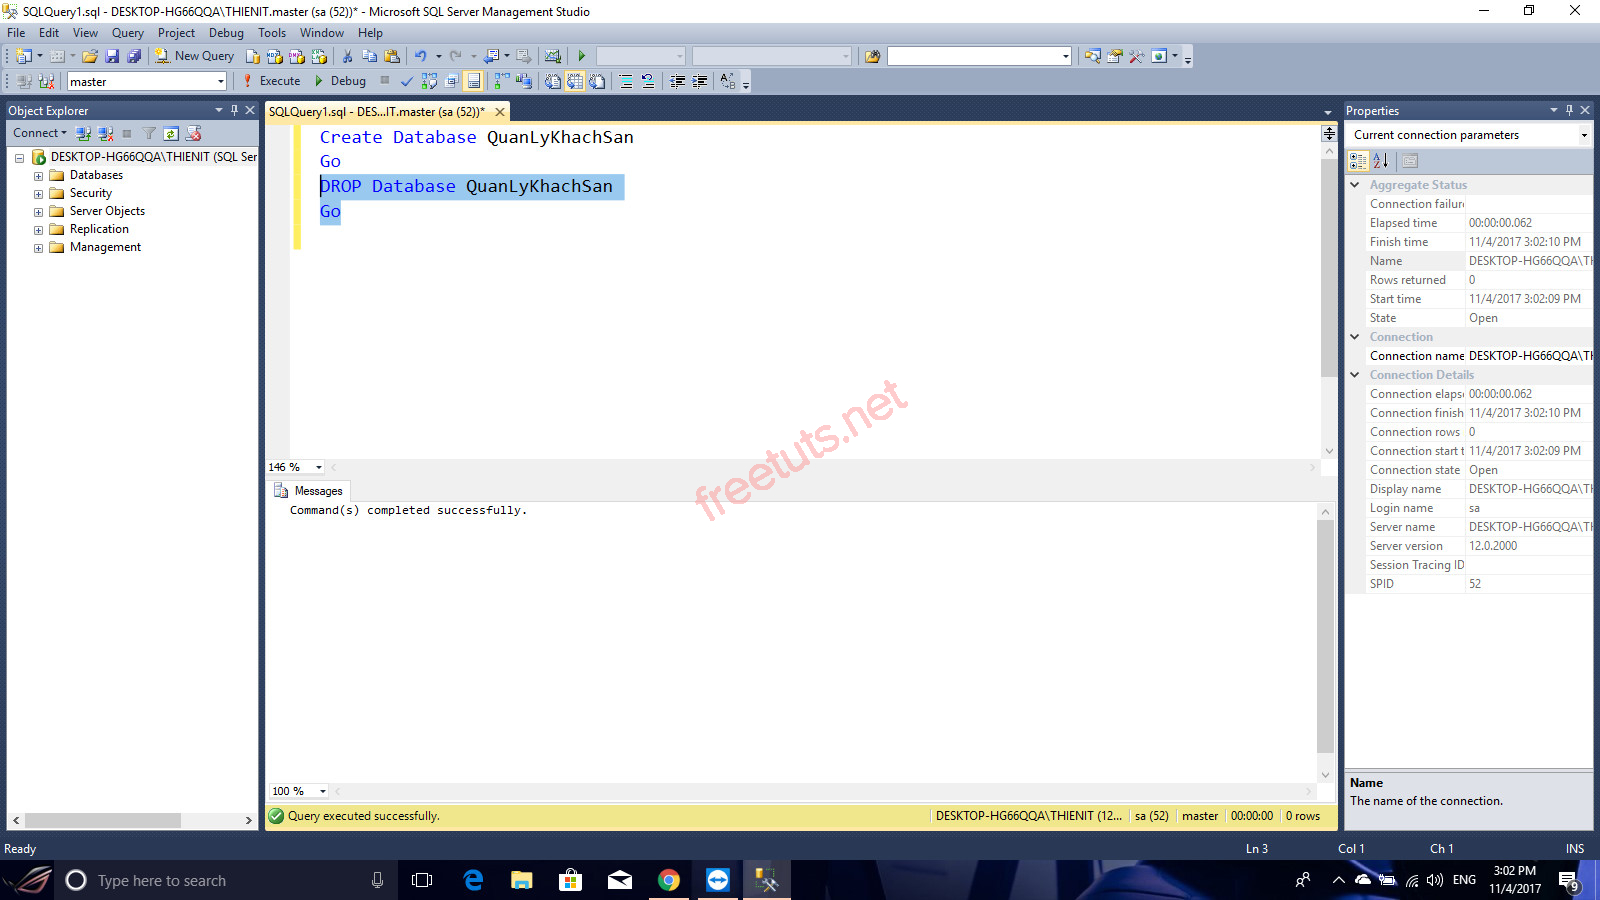 SQLQuery1.sql - DESKTOP-HG66QQA\THIENIT.master (sa (52))* - Microsoft SQL Server Management Studio
File Edit View Query Project Debug Tools Window Help
New Query
master
Execute
Debug
Object Explorer
Connect
DESKTOP-HG66QQA\THIENIT (SQL Ser
Databases
Security
Server Objects
Replication
Management
SQLQuery1.sql - DES...IT.master (sa (52))*
Create Database QuanLyKhachSan
Go
DROP Database QuanLyKhachSan
Go
146 %
Messages
Command(s) completed successfully.
100 %
Query executed successfully.
DESKTOP-HG66QQA\THIENIT (12... sa (52) master 00:00:00 0 rows
freetuts.net
Properties
Current connection parameters
Aggregate Status
Connection failure
Elapsed time 00:00:00.062
Finish time 11/4/2017 3:02:10 PM
Name DESKTOP-HG66QQA\TH
Rows returned 0
Start time 11/4/2017 3:02:09 PM
State Open
Connection
Connection name DESKTOP-HG66QQA\TH
Connection Details
Connection elaps 00:00:00.062
Connection finish 11/4/2017 3:02:10 PM
Connection rows 0
Connection start t 11/4/2017 3:02:09 PM
Connection state Open
Display name DESKTOP-HG66QQA\TH
Login name sa
Server name DESKTOP-HG66QQA\TH
Server version 12.0.2000
Session Tracing ID
SPID 52
Name
The name of the connection.
Ready
Ln 3 Col 1 Ch 1 INS
Type here to search
ENG
3:02 PM
11/4/2017
9